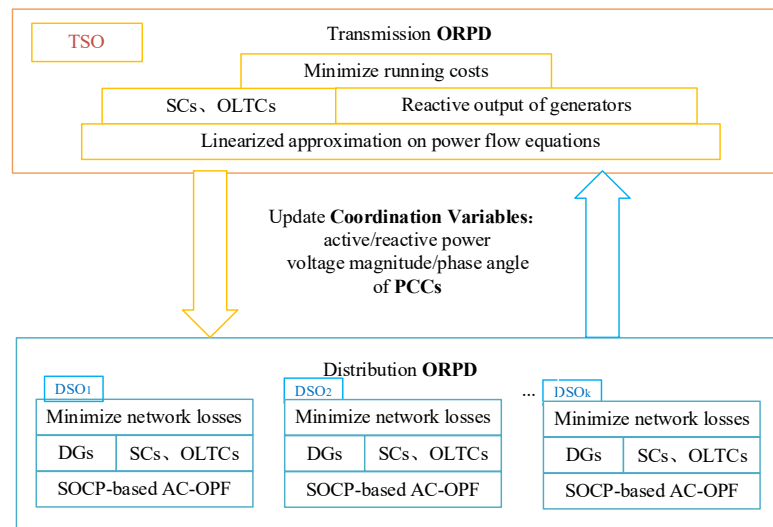 TSO
Transmission ORPD
Minimize running costs
SCs、OLTCs
Reactive output of generators
Linearized approximation on power flow equations
Update Coordination Variables:
active/reactive power
voltage magnitude/phase angle
of PCCs
Distribution ORPD
DSO1
Minimize network losses
DGs
SCs、OLTCs
SOCP-based AC-OPF
DSO2
Minimize network losses
DGs
SCs、OLTCs
SOCP-based AC-OPF
...
DSOk
Minimize network losses
DGs
SCs、OLTCs
SOCP-based AC-OPF